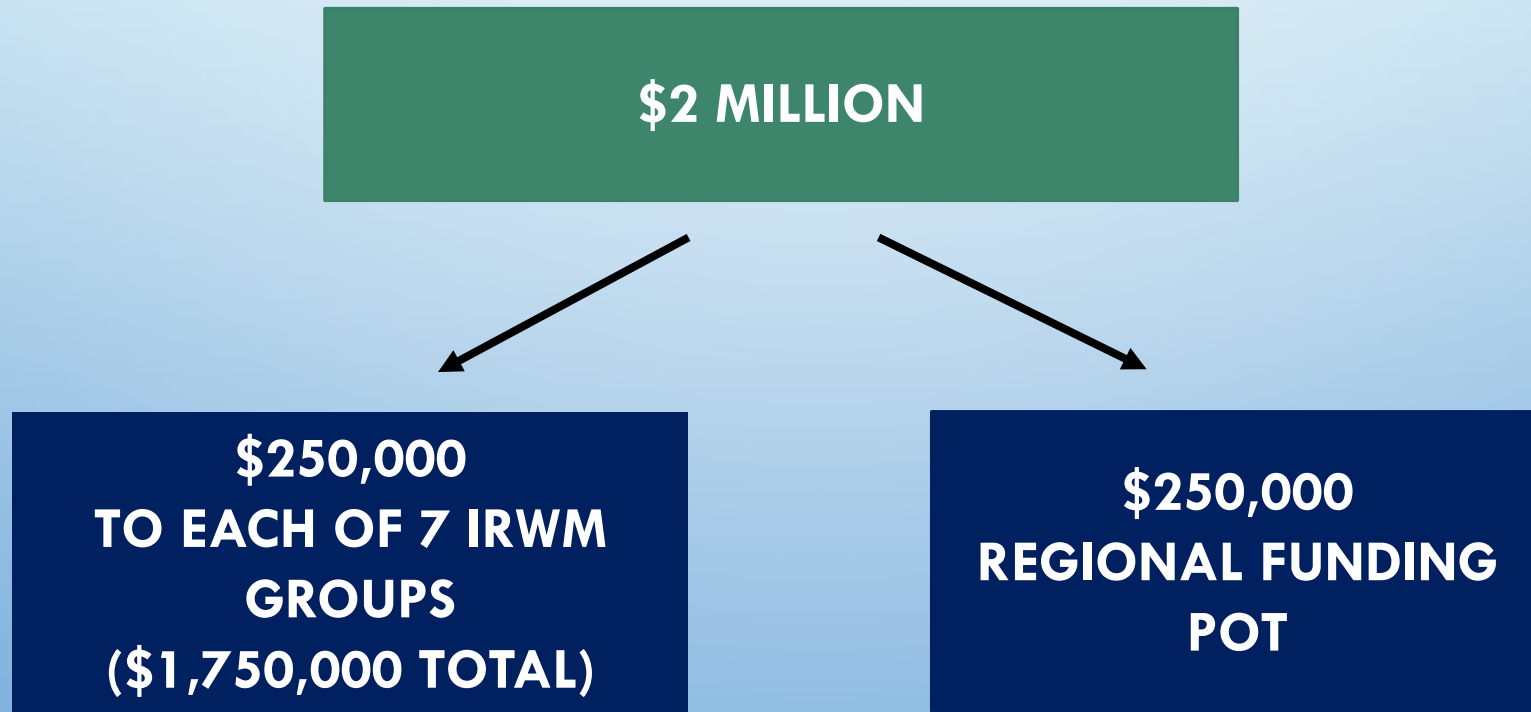 $2 MILLION
$250,000
TO EACH OF 7 IRWM
GROUPS
($1,750,000 TOTAL)
$250,000
REGIONAL FUNDING
POT